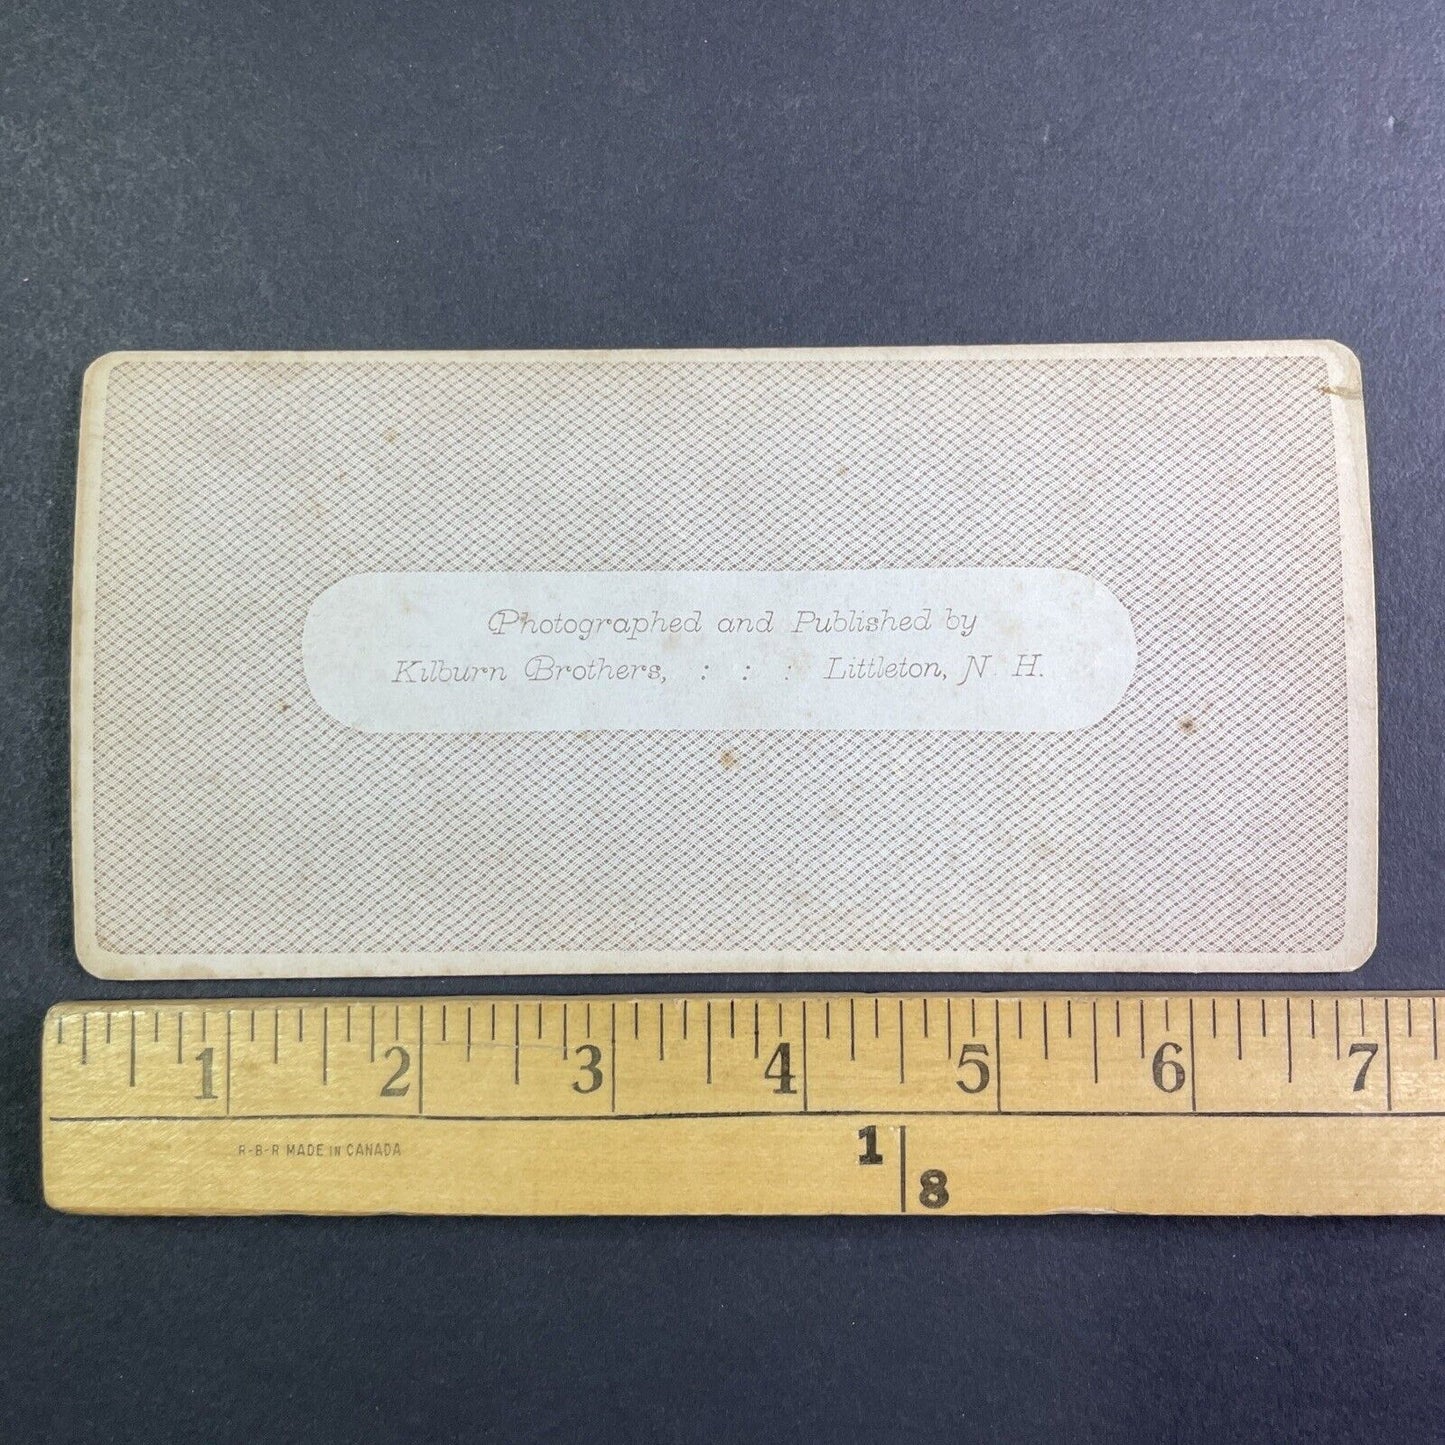 Photographed and Published by
Kilburn Brothers, : : : Littleton, N. H.
1 2 3 4 5 6 7
R-B-R MADE IN CANADA
1
8